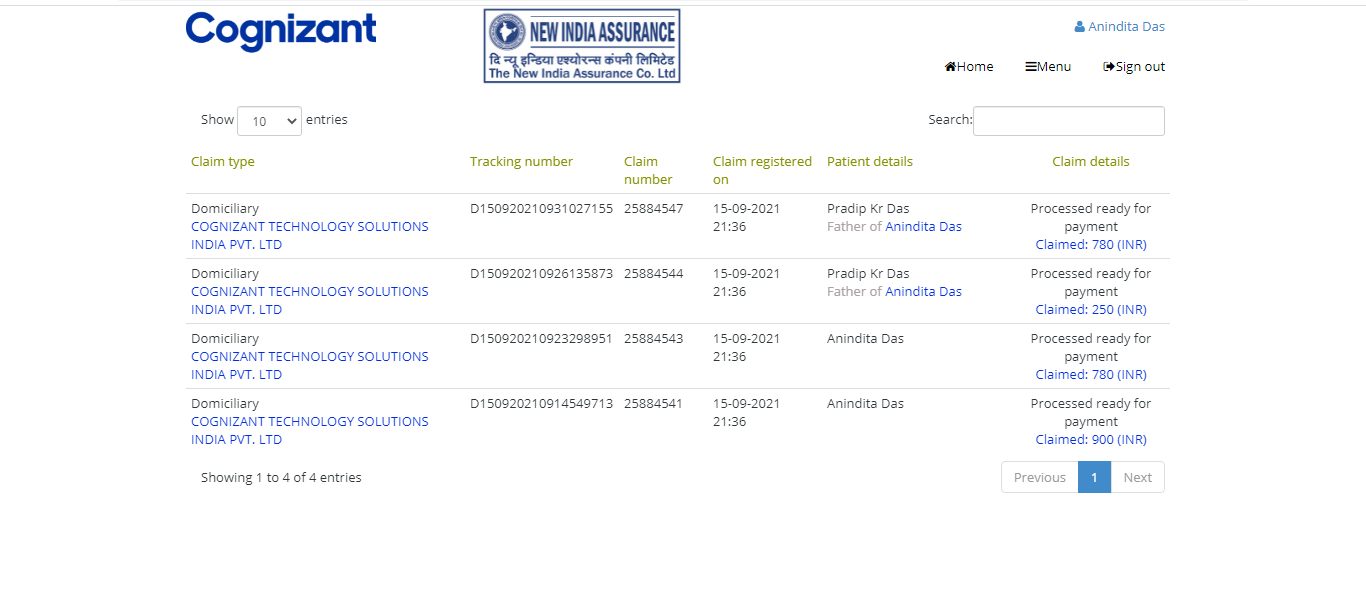 Cognizant
NEW INDIA ASSURANCE
दि न्यू इन्डिया एश्योरन्स कंपनी लिमिटेड
The New India Assurance Co. Ltd
Anindita Das
Home Menu Sign out
Show 10 entries Search:
Claim type Tracking number Claim number Claim registered on Patient details Claim details
Domiciliary D150920210931027155 25884547 15-09-2021 Pradip Kr Das Processed ready for
COGNIZANT TECHNOLOGY SOLUTIONS 21:36 Father of Anindita Das payment
INDIA PVT. LTD Claimed: 780 (INR)
Domiciliary D150920210926135873 25884544 15-09-2021 Pradip Kr Das Processed ready for
COGNIZANT TECHNOLOGY SOLUTIONS 21:36 Father of Anindita Das payment
INDIA PVT. LTD Claimed: 250 (INR)
Domiciliary D150920210923298951 25884543 15-09-2021 Anindita Das Processed ready for
COGNIZANT TECHNOLOGY SOLUTIONS 21:36 payment
INDIA PVT. LTD Claimed: 780 (INR)
Domiciliary D150920210914549713 25884541 15-09-2021 Anindita Das Processed ready for
COGNIZANT TECHNOLOGY SOLUTIONS 21:36 payment
INDIA PVT. LTD Claimed: 900 (INR)
Showing 1 to 4 of 4 entries Previous 1 Next